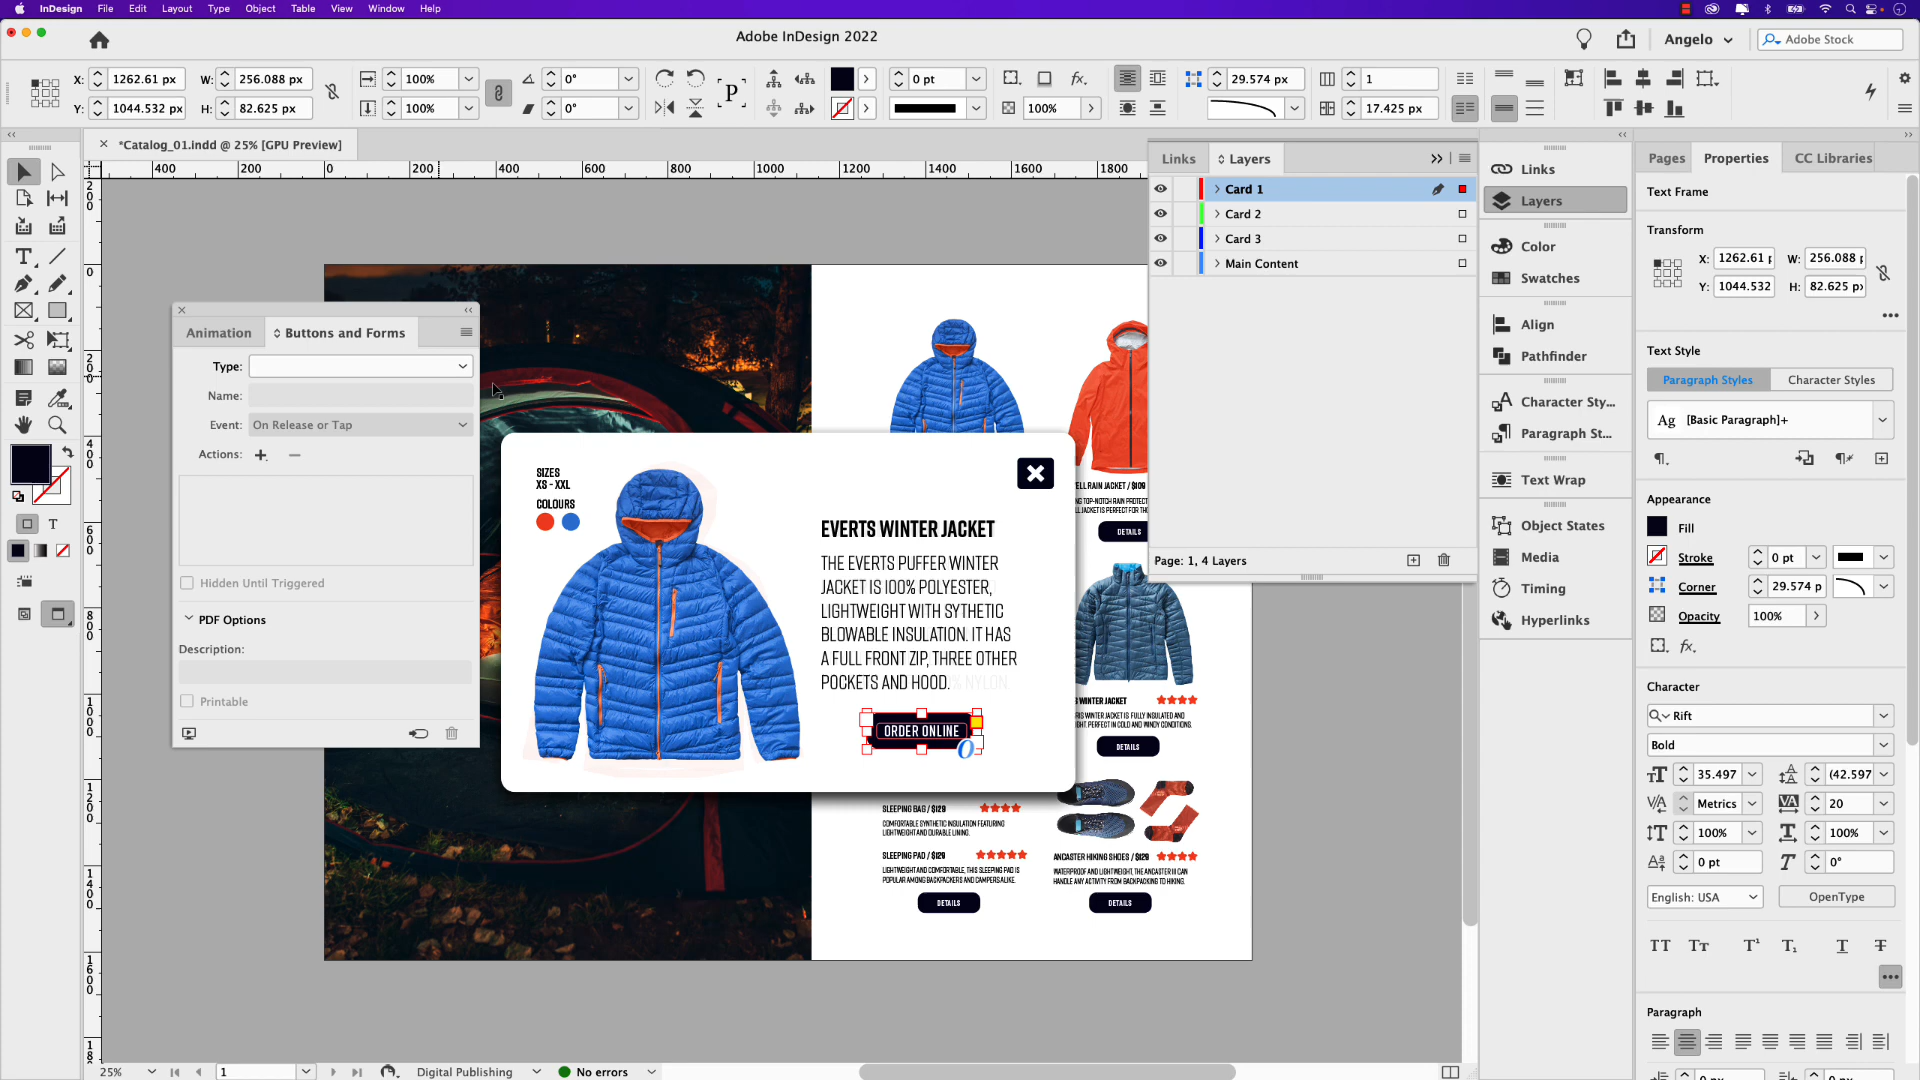 InDesign File Edit Layout Type Object Table View Window Help
Adobe InDesign 2022
Angelo
Adobe Stock
X: 1262.61 px W: 256.088 px 100% 0° P 0 pt fx. 29.574 px 1
Y: 1044.532 px H: 82.625 px 100% 0° 100% 17.425 px
*Catalog_01.indd @ 25% [GPU Preview]
400 200 0 200 400 600 800 1000 1200 1400 1600 1800
Links Layers
Card 1
Card 2
Card 3
Main Content
Page: 1, 4 Layers
Links
Layers
Color
Swatches
Align
Pathfinder
Character Sty...
Paragraph St...
Text Wrap
Object States
Media
Timing
Hyperlinks
Pages Properties CC Libraries
Text Frame
Transform
X: 1262.61 W: 256.088
Y: 1044.532 H: 82.625 px
Text Style
Paragraph Styles Character Styles
Ag [Basic Paragraph]+
Appearance
Fill
Stroke 0 pt
Corner 29.574 p
Opacity 100%
fx.
Character
Rift
Bold
35.497 (42.597
Metrics 20
100% 100%
0 pt 0°
English: USA OpenType
Paragraph
Animation Buttons and Forms
Type:
Name:
Event: On Release or Tap
Actions:
Hidden Until Triggered
PDF Options
Description:
Printable
SIZES
XS - XXL
COLOURS
EVERTS WINTER JACKET
THE EVERTS PUFFER WINTER
JACKET IS 100% POLYESTER,
LIGHTWEIGHT WITH SYTHETIC
BLOWABLE INSULATION. IT HAS
A FULL FRONT ZIP, THREE OTHER
POCKETS AND HOOD.
% NYLON.
ORDER ONLINE
ELL RAIN JACKET / $109
NG TOP-NOTCH RAIN PROTECT
LL JACKET IS PERFECT FOR TH
DETAILS
S WINTER JACKET
RIS WINTER JACKET IS FULLY INSULATED AND
IGHT. PERFECT IN COLD AND WINDY CONDITIONS.
DETAILS
SLEEPING BAG / $129
COMFORTABLE SYNTHETIC INSULATION FEATURING
LIGHTWEIGHT AND DURABLE LINING.
SLEEPING PAD / $129
LIGHTWEIGHT AND COMFORTABLE, THIS SLEEPING PAD IS
POPULAR AMONG BACKPACKERS AND CAMPERS ALIKE.
DETAILS
ANCASTER HIKING SHOES / $129
WATERPROOF AND LIGHTWEIGHT, THE ANCASTER III CAN
HANDLE ANY ACTIVITY FROM BACKPACKING TO HIKING.
DETAILS
25% 1 Digital Publishing No errors